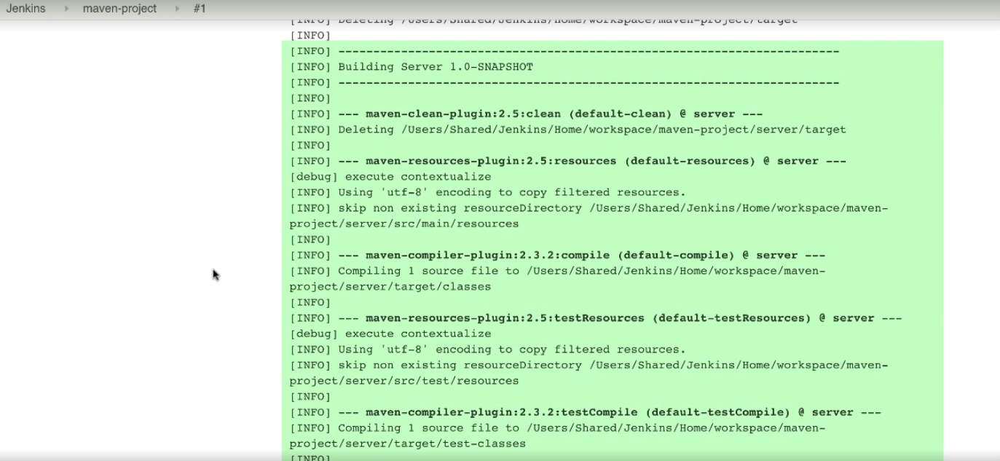 Jenkins ▸ maven-project ▸ #1
[INFO] Deleting /Users/Shared/Jenkins/Home/workspace/maven-project/target
[INFO]
[INFO] ------------------------------------------------------------------------
[INFO] Building Server 1.0-SNAPSHOT
[INFO] ------------------------------------------------------------------------
[INFO]
[INFO] --- maven-clean-plugin:2.5:clean (default-clean) @ server ---
[INFO] Deleting /Users/Shared/Jenkins/Home/workspace/maven-project/server/target
[INFO]
[INFO] --- maven-resources-plugin:2.5:resources (default-resources) @ server ---
[debug] execute contextualize
[INFO] Using 'utf-8' encoding to copy filtered resources.
[INFO] skip non existing resourceDirectory /Users/Shared/Jenkins/Home/workspace/maven-
project/server/src/main/resources
[INFO]
[INFO] --- maven-compiler-plugin:2.3.2:compile (default-compile) @ server ---
[INFO] Compiling 1 source file to /Users/Shared/Jenkins/Home/workspace/maven-
project/server/target/classes
[INFO]
[INFO] --- maven-resources-plugin:2.5:testResources (default-testResources) @ server ---
[debug] execute contextualize
[INFO] Using 'utf-8' encoding to copy filtered resources.
[INFO] skip non existing resourceDirectory /Users/Shared/Jenkins/Home/workspace/maven-
project/server/src/test/resources
[INFO]
[INFO] --- maven-compiler-plugin:2.3.2:testCompile (default-testCompile) @ server ---
[INFO] Compiling 1 source file to /Users/Shared/Jenkins/Home/workspace/maven-
project/server/target/test-classes
[INFO]